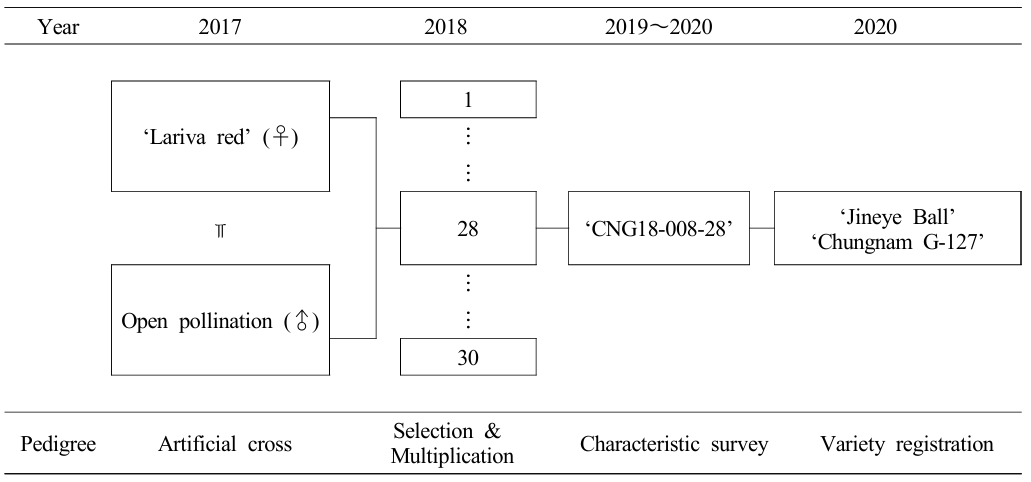 Year 2017 2018 2019～2020 2020
1
⋮
⋮
‘Lariva red’ (♀)
╥
28
‘CNG18-008-28’
‘Jineye Ball’
‘Chungnam G-127’
Open pollination (♂)
⋮
⋮
30
Pedigree Artificial cross Selection & Multiplication Characteristic survey Variety registration